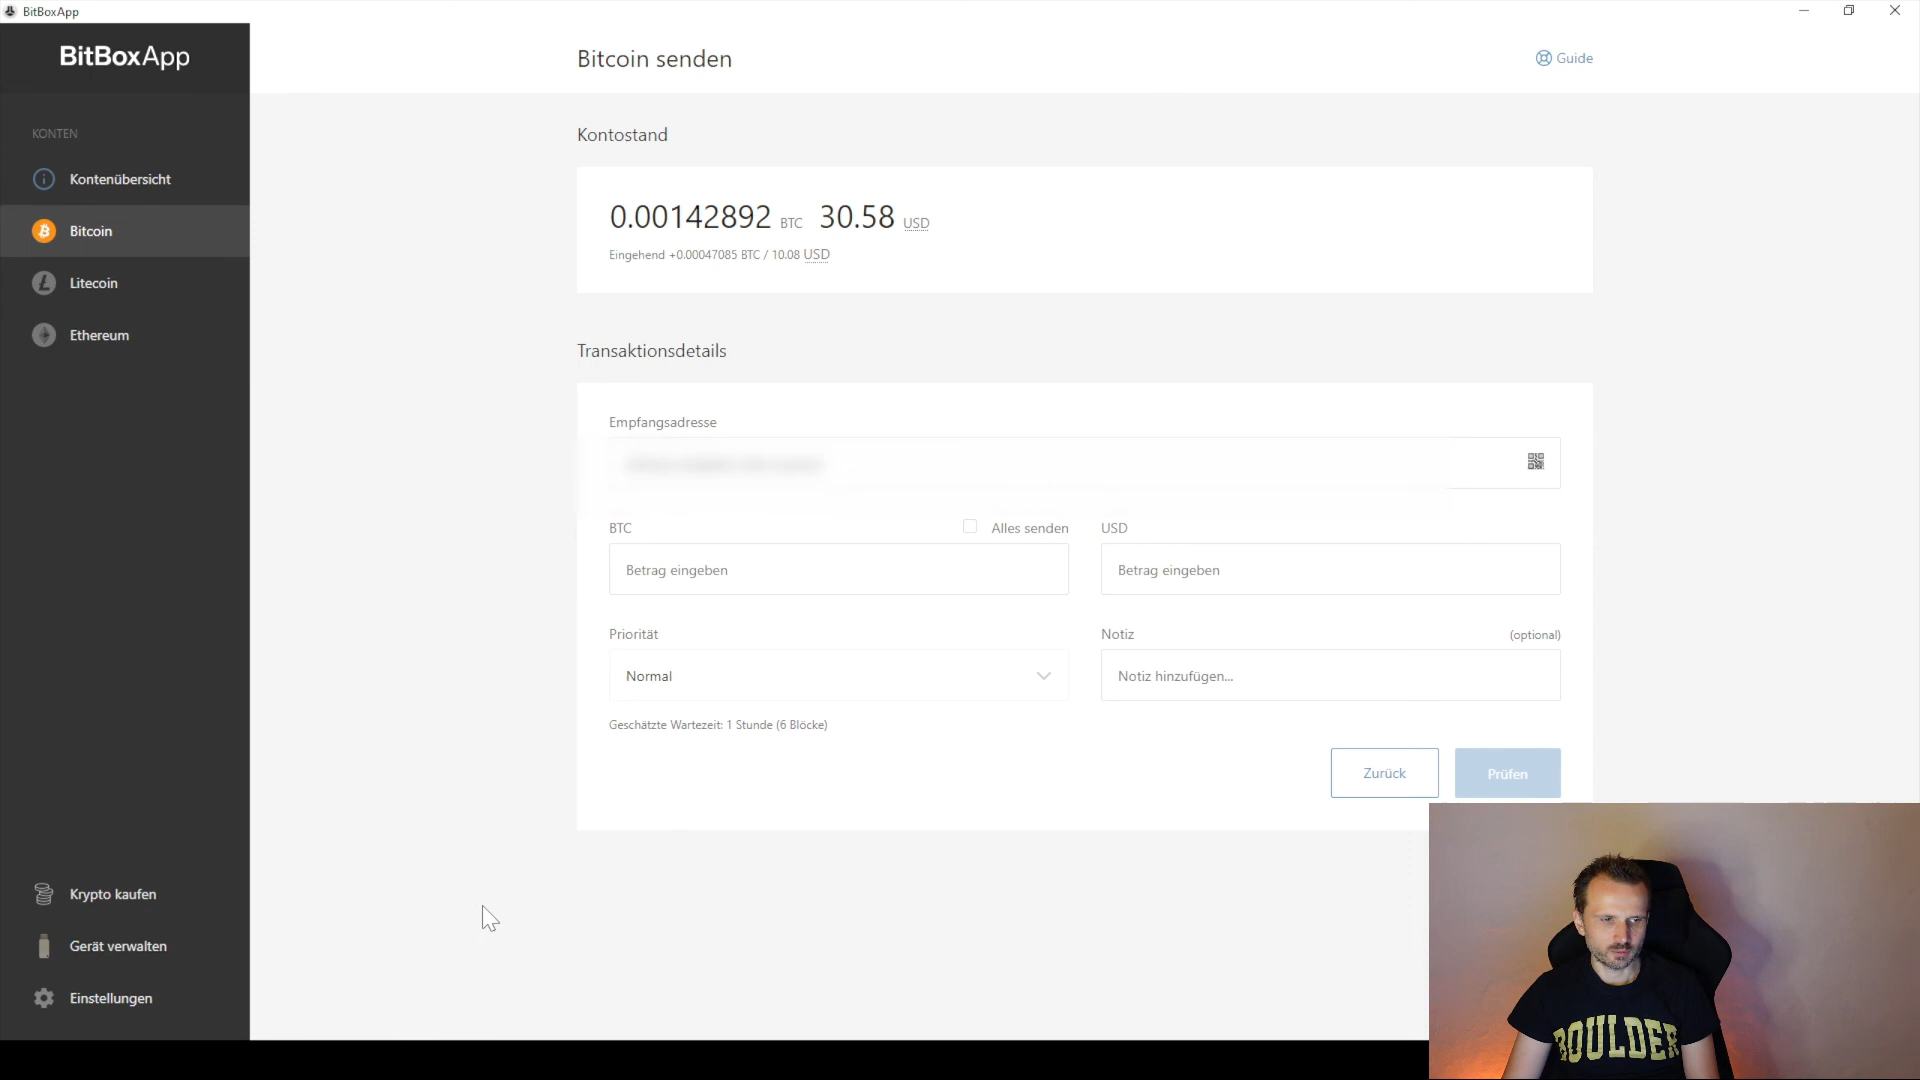 BitBoxApp
BitBoxApp
Bitcoin senden
Guide
KONTEN
Kontenübersicht
Bitcoin
Litecoin
Ethereum
Krypto kaufen
Gerät verwalten
Einstellungen
Kontostand
0.00142892 BTC 30.58 USD
Eingehend +0.00047085 BTC / 10.08 USD
Transaktionsdetails
Empfangsadresse
BTC
Alles senden
USD
Betrag eingeben
Betrag eingeben
Priorität
Notiz
(optional)
Normal
Notiz hinzufügen...
Geschätzte Wartezeit: 1 Stunde (6 Blöcke)
Zurück
Prüfen
BOULDER